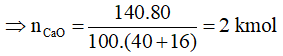 ⇒ n_CaO = 140.80 / 100.(40+16) = 2 kmol